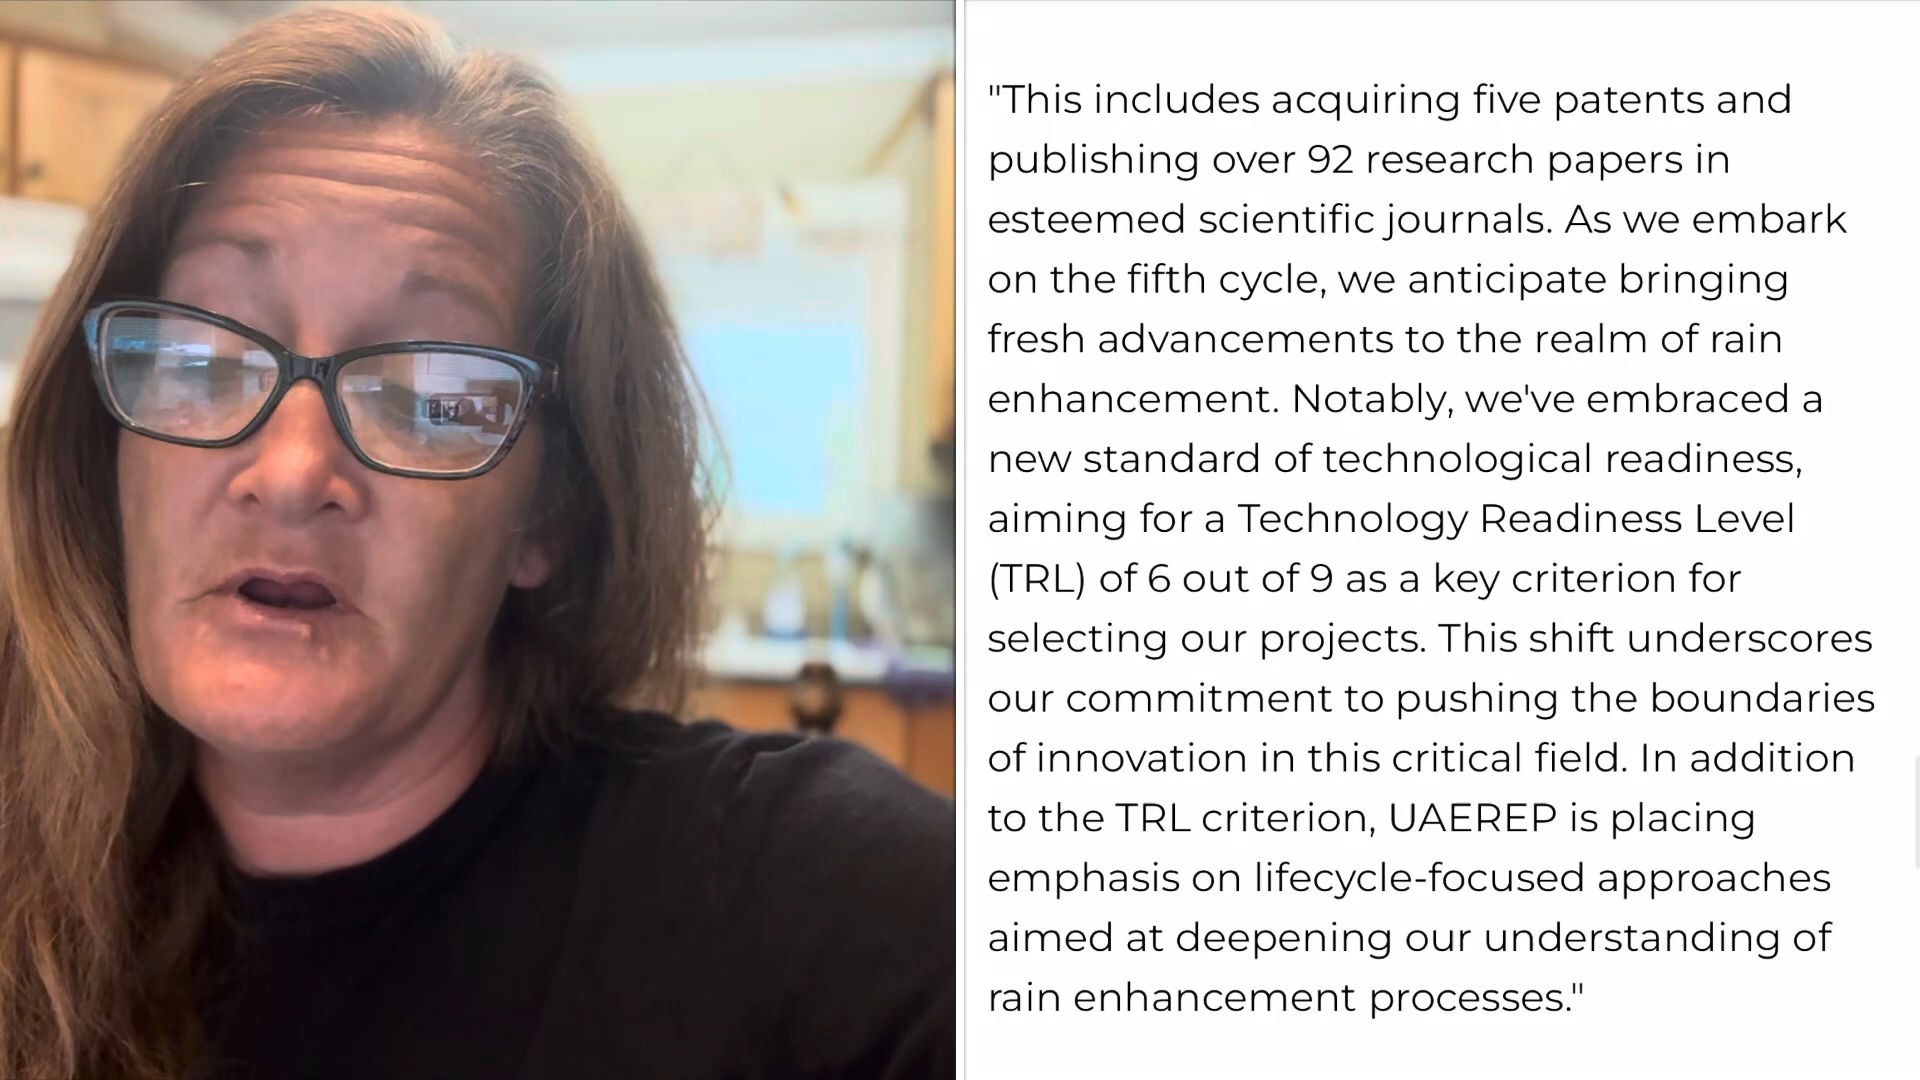 "This includes acquiring five patents and
publishing over 92 research papers in
esteemed scientific journals. As we embark
on the fifth cycle, we anticipate bringing
fresh advancements to the realm of rain
enhancement. Notably, we've embraced a
new standard of technological readiness,
aiming for a Technology Readiness Level
(TRL) of 6 out of 9 as a key criterion for
selecting our projects. This shift underscores
our commitment to pushing the boundaries
of innovation in this critical field. In addition
to the TRL criterion, UAEREP is placing
emphasis on lifecycle-focused approaches
aimed at deepening our understanding of
rain enhancement processes."